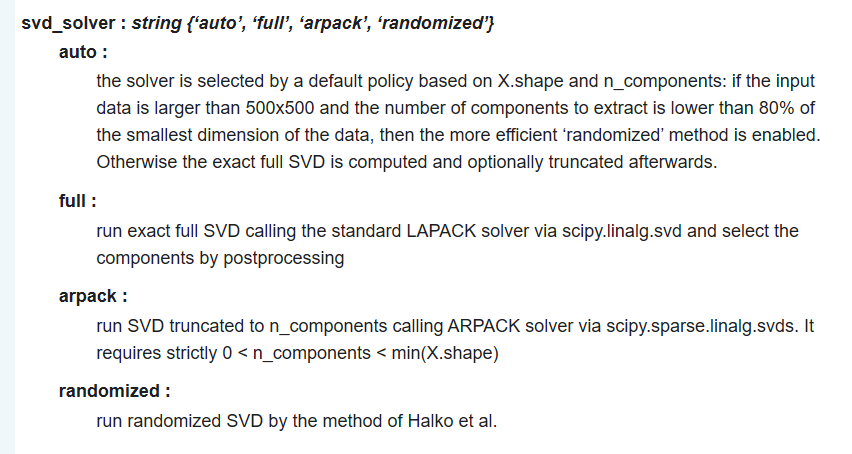 svd_solver : string {‘auto’, ‘full’, ‘arpack’, ‘randomized’}
auto :
the solver is selected by a default policy based on X.shape and n_components: if the input
data is larger than 500x500 and the number of components to extract is lower than 80% of
the smallest dimension of the data, then the more efficient ‘randomized’ method is enabled.
Otherwise the exact full SVD is computed and optionally truncated afterwards.
full :
run exact full SVD calling the standard LAPACK solver via scipy.linalg.svd and select the
components by postprocessing
arpack :
run SVD truncated to n_components calling ARPACK solver via scipy.sparse.linalg.svds. It
requires strictly 0 < n_components < min(X.shape)
randomized :
run randomized SVD by the method of Halko et al.